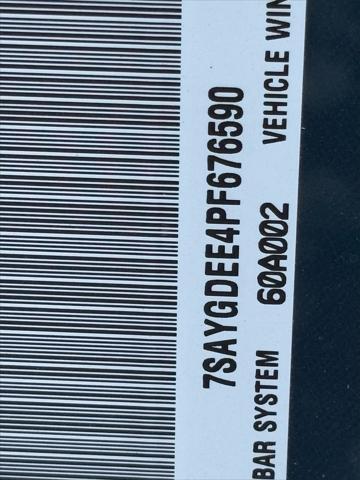 7SAYGDEE4PF676590
BAR SYSTEM 60A002 VEHICLE WIN